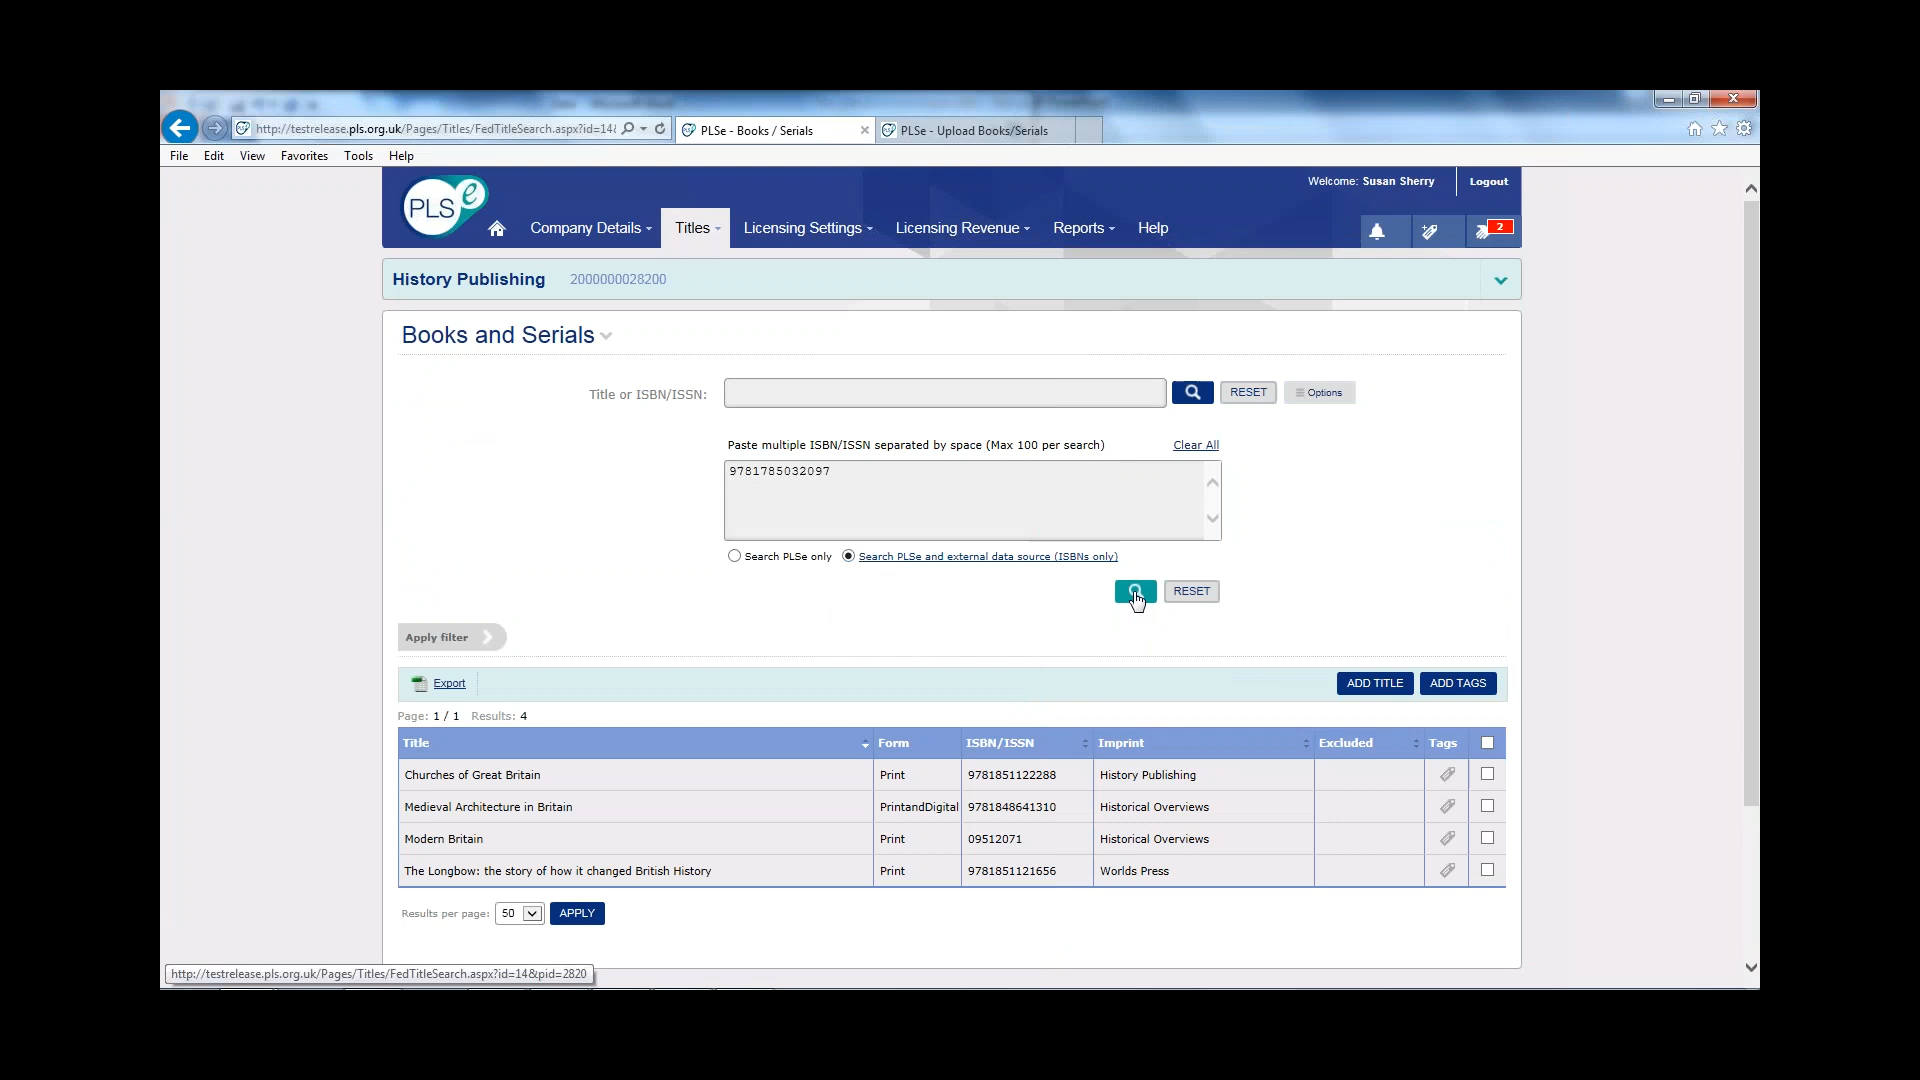 http://testrelease.pls.org.uk/Pages/Titles/FedTitleSearch.aspx?id=14& PLSe - Books / Serials PLSe - Upload Books/Serials
File Edit View Favorites Tools Help
Welcome: Susan Sherry Logout
PLS e
Company Details Titles Licensing Settings Licensing Revenue Reports Help 2
History Publishing 2000000028200
Books and Serials
Title or ISBN/ISSN: RESET Options
Paste multiple ISBN/ISSN separated by space (Max 100 per search) Clear All
9781785032097
Search PLSe only Search PLSe and external data source (ISBNs only)
RESET
Apply filter
Export ADD TITLE ADD TAGS
Page: 1 / 1 Results: 4
Title Form ISBN/ISSN Imprint Excluded Tags
Churches of Great Britain Print 9781851122288 History Publishing
Medieval Architecture in Britain PrintandDigital 9781848641310 Historical Overviews
Modern Britain Print 09512071 Historical Overviews
The Longbow: the story of how it changed British History Print 9781851121656 Worlds Press
Results per page: 50 APPLY
http://testrelease.pls.org.uk/Pages/Titles/FedTitleSearch.aspx?id=14&pid=2820